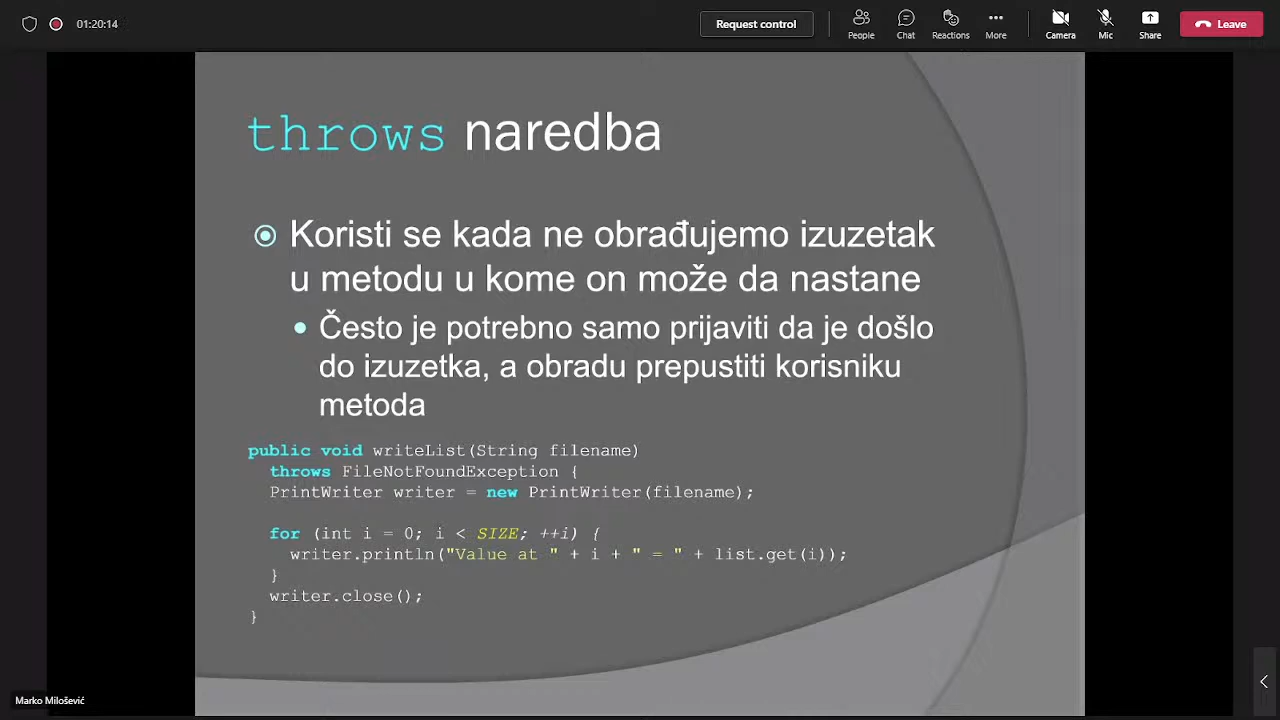 01:20:14
Request control
People
Chat
Reactions
More
Camera
Mic
Share
Leave
throws naredba
Koristi se kada ne obrađujemo izuzetak
u metodu u kome on može da nastane
Često je potrebno samo prijaviti da je došlo
do izuzetka, a obradu prepustiti korisniku
metoda
public void writeList(String filename)
throws FileNotFoundException {
PrintWriter writer = new PrintWriter(filename);
for (int i = 0; i < SIZE; ++i) {
writer.println("Value at " + i + " = " + list.get(i));
}
writer.close();
}
Marko Milošević